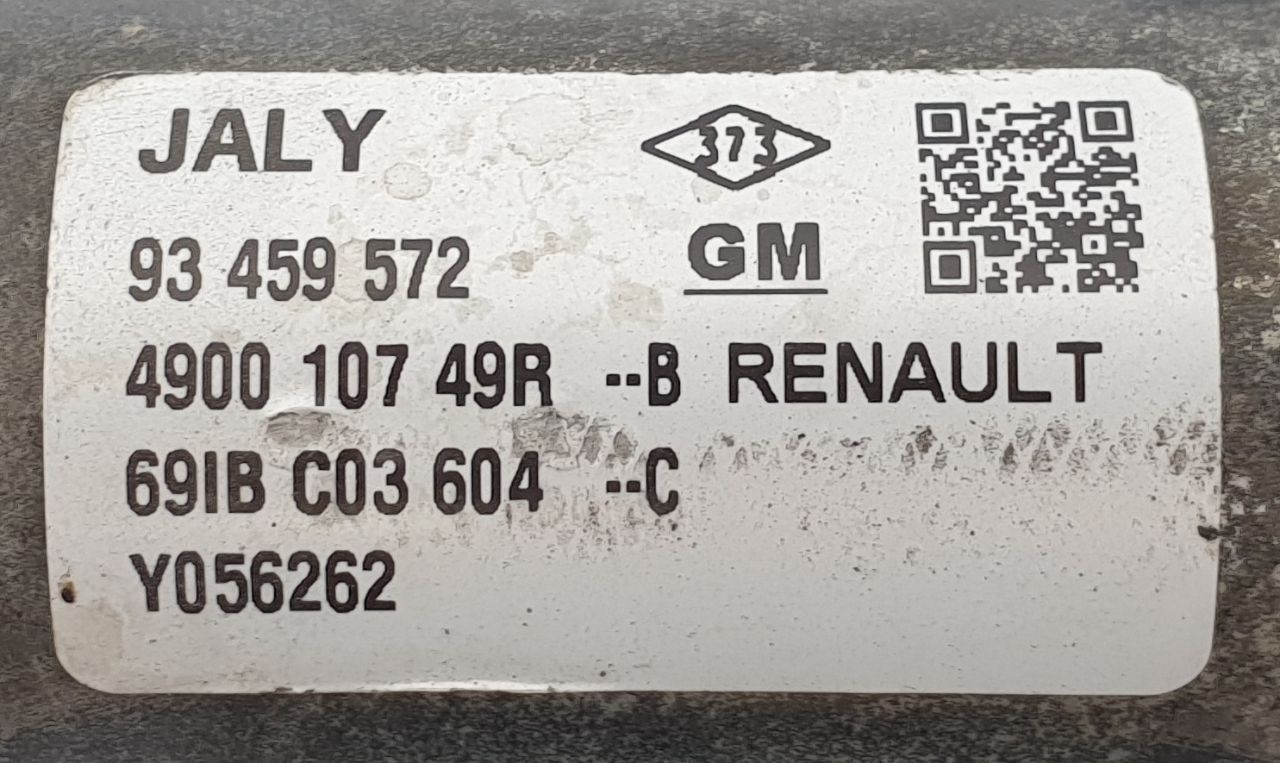 JALY
373
93 459 572
GM
4900 107 49R --B RENAULT
69IB C03 604 --C
Y056262